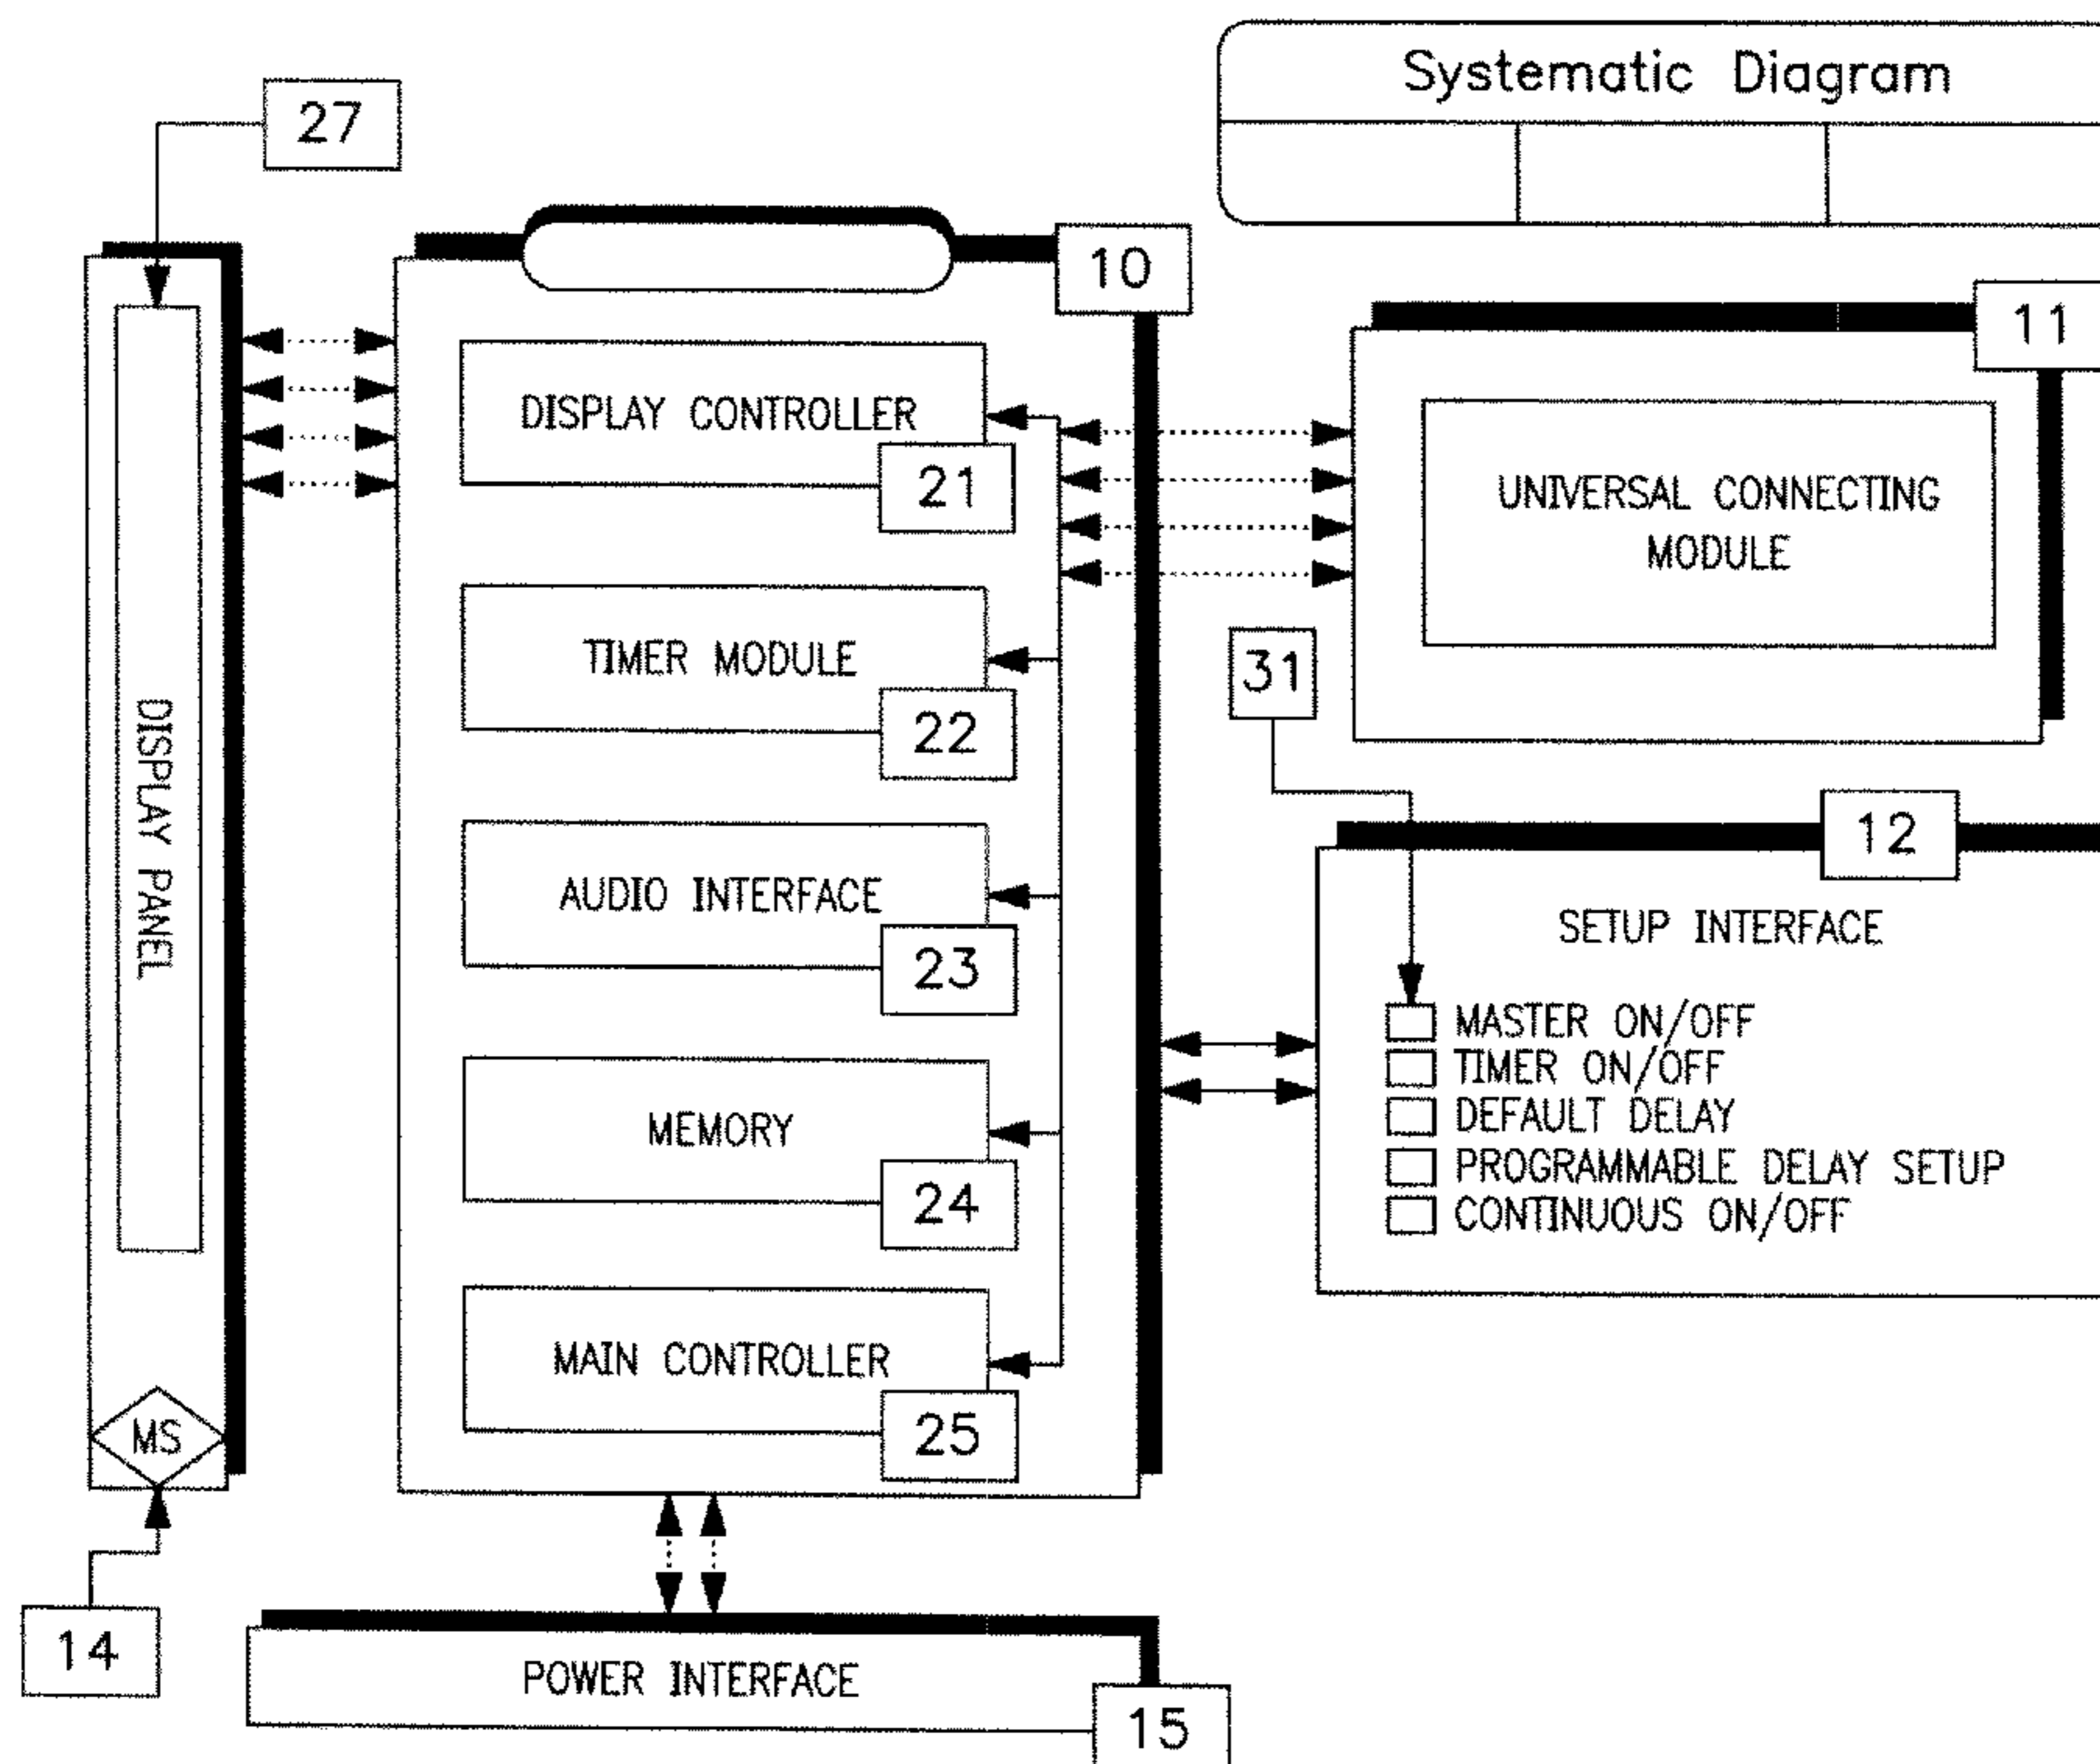 Systematic Diagram
27
10
11
DISPLAY CONTROLLER
21
UNIVERSAL CONNECTING
MODULE
TIMER MODULE
22
31
DISPLAY PANEL
AUDIO INTERFACE
23
12
SETUP INTERFACE
MASTER ON/OFF
TIMER ON/OFF
DEFAULT DELAY
PROGRAMMABLE DELAY SETUP
CONTINUOUS ON/OFF
MEMORY
24
MAIN CONTROLLER
25
MS
14
POWER INTERFACE
15